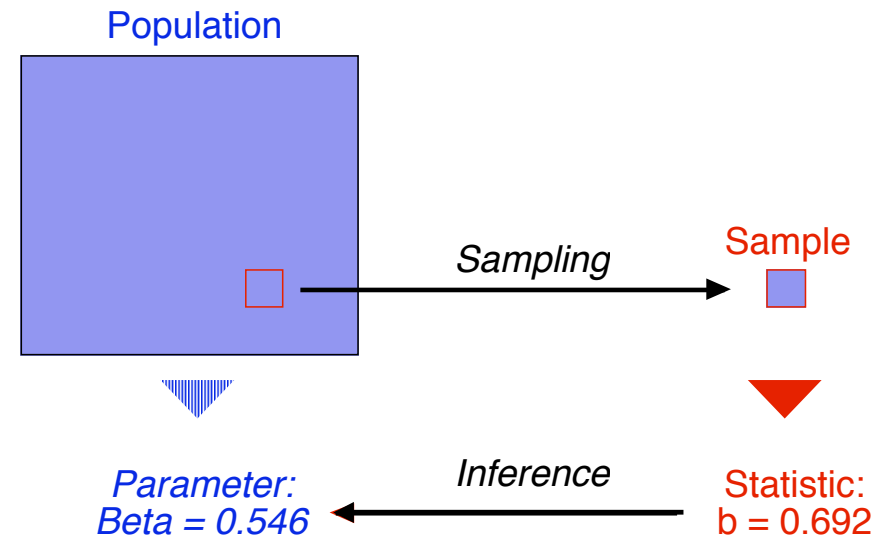 Population
Sampling
Sample
Inference
Parameter:
Beta = 0.546
Statistic:
b = 0.692